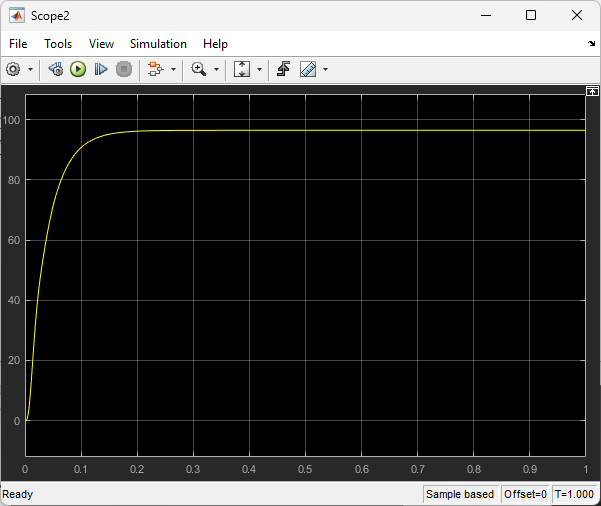 Scope2
File Tools View Simulation Help
100
80
60
40
20
0
0 0.1 0.2 0.3 0.4 0.5 0.6 0.7 0.8 0.9 1
Ready Sample based Offset=0 T=1.000